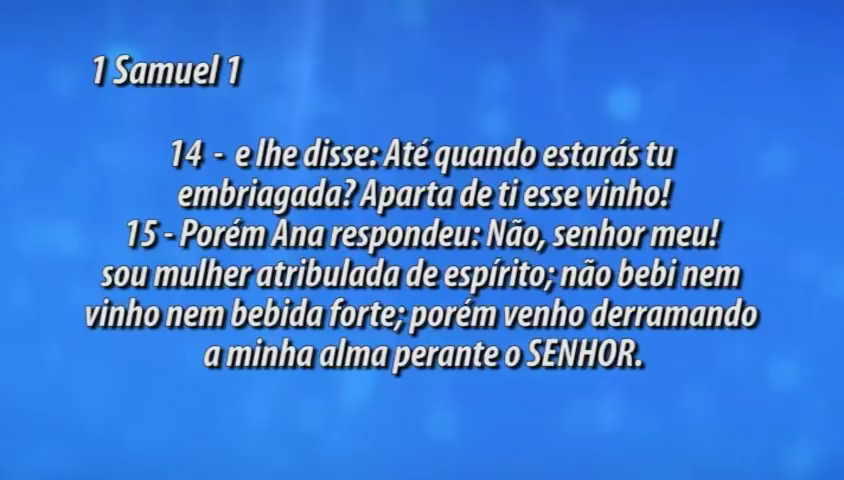 1 Samuel 1
14 - e lhe disse: Até quando estarás tu
embriagada? Aparta de ti esse vinho!
15 - Porém Ana respondeu: Não, senhor meu!
sou mulher atribulada de espírito; não bebi nem
vinho nem bebida forte; porém venho derramando
a minha alma perante o SENHOR.